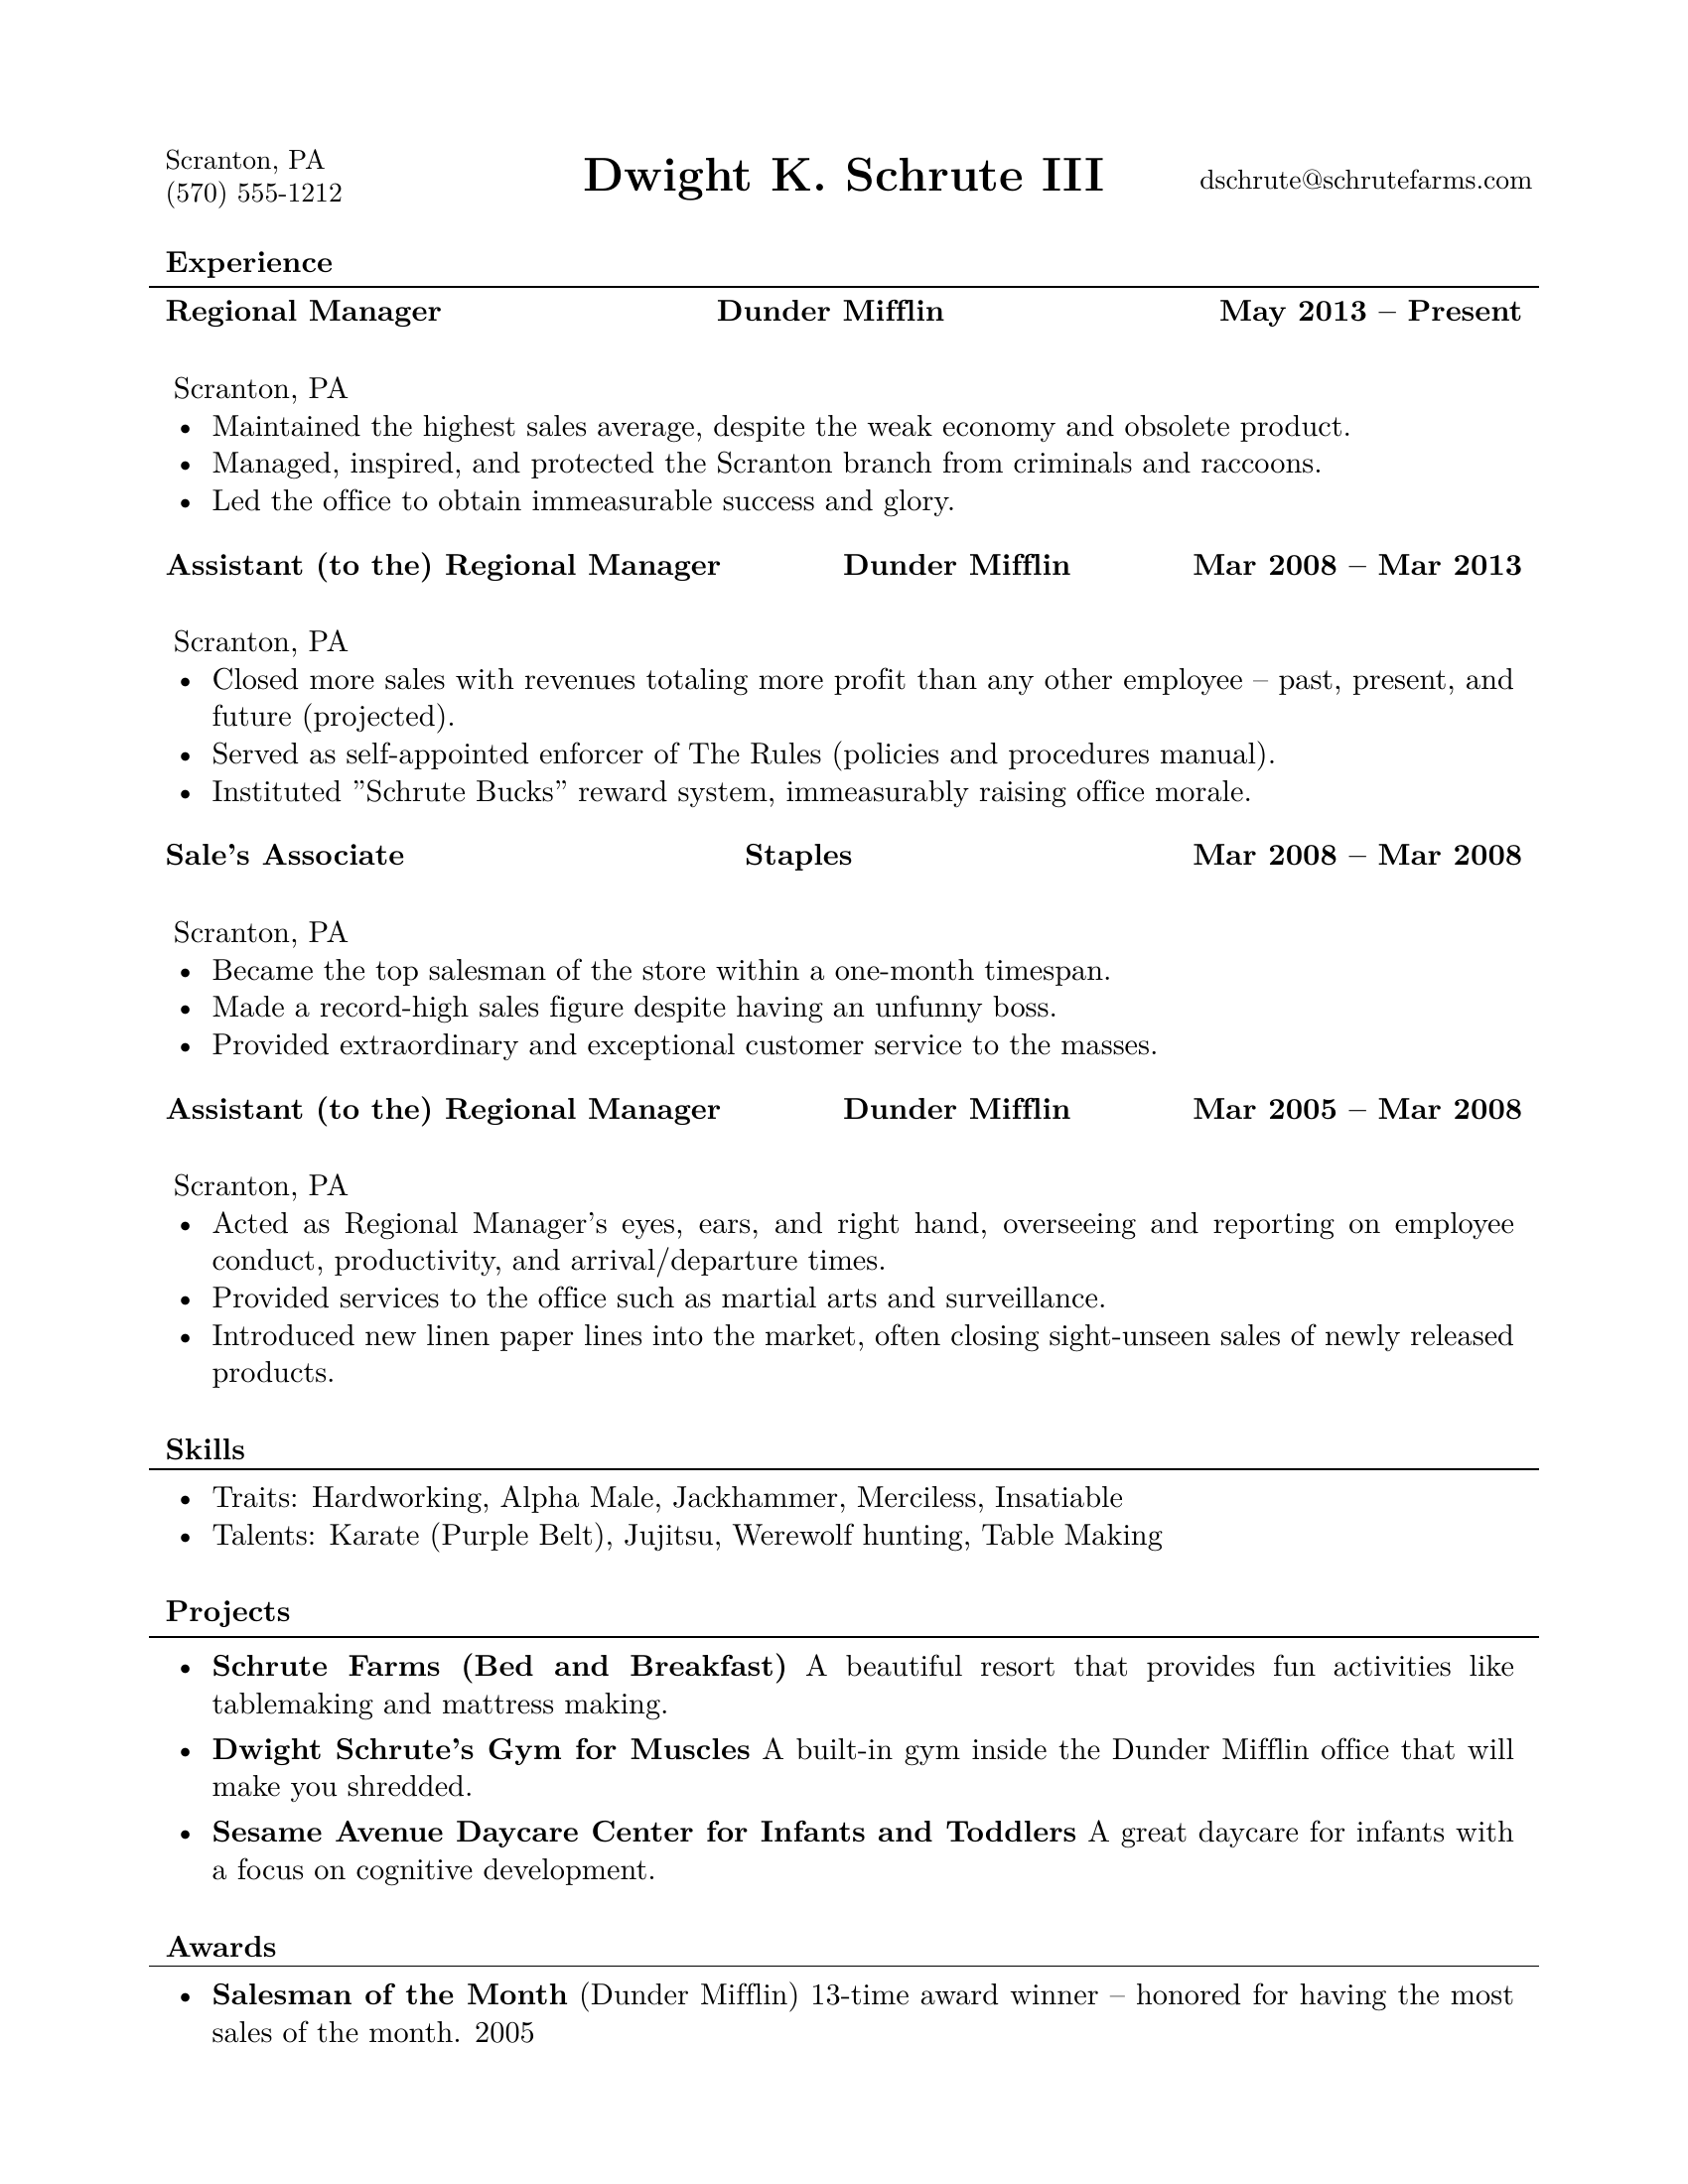 Scranton, PA
(570) 555-1212
Dwight K. Schrute III
dschrute@schrutefarms.com
Experience
Regional Manager Dunder Mifflin May 2013 – Present
Scranton, PA
• Maintained the highest sales average, despite the weak economy and obsolete product.
• Managed, inspired, and protected the Scranton branch from criminals and raccoons.
• Led the office to obtain immeasurable success and glory.
Assistant (to the) Regional Manager Dunder Mifflin Mar 2008 – Mar 2013
Scranton, PA
• Closed more sales with revenues totaling more profit than any other employee – past, present, and
future (projected).
• Served as self-appointed enforcer of The Rules (policies and procedures manual).
• Instituted ”Schrute Bucks” reward system, immeasurably raising office morale.
Sale’s Associate Staples Mar 2008 – Mar 2008
Scranton, PA
• Became the top salesman of the store within a one-month timespan.
• Made a record-high sales figure despite having an unfunny boss.
• Provided extraordinary and exceptional customer service to the masses.
Assistant (to the) Regional Manager Dunder Mifflin Mar 2005 – Mar 2008
Scranton, PA
• Acted as Regional Manager’s eyes, ears, and right hand, overseeing and reporting on employee
conduct, productivity, and arrival/departure times.
• Provided services to the office such as martial arts and surveillance.
• Introduced new linen paper lines into the market, often closing sight-unseen sales of newly released
products.
Skills
• Traits: Hardworking, Alpha Male, Jackhammer, Merciless, Insatiable
• Talents: Karate (Purple Belt), Jujitsu, Werewolf hunting, Table Making
Projects
• Schrute Farms (Bed and Breakfast) A beautiful resort that provides fun activities like
tablemaking and mattress making.
• Dwight Schrute’s Gym for Muscles A built-in gym inside the Dunder Mifflin office that will
make you shredded.
• Sesame Avenue Daycare Center for Infants and Toddlers A great daycare for infants with
a focus on cognitive development.
Awards
• Salesman of the Month (Dunder Mifflin) 13-time award winner – honored for having the most
sales of the month. 2005